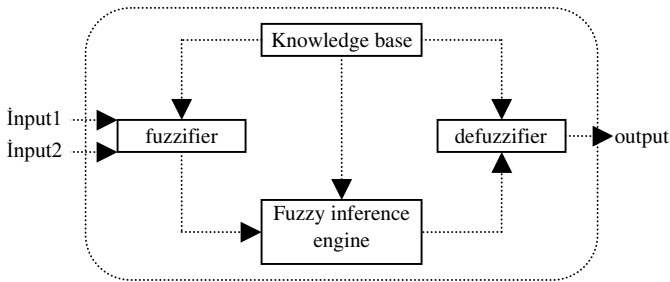 Knowledge base
İnput1
fuzzifier
defuzzifier
output
İnput2
Fuzzy inference
engine